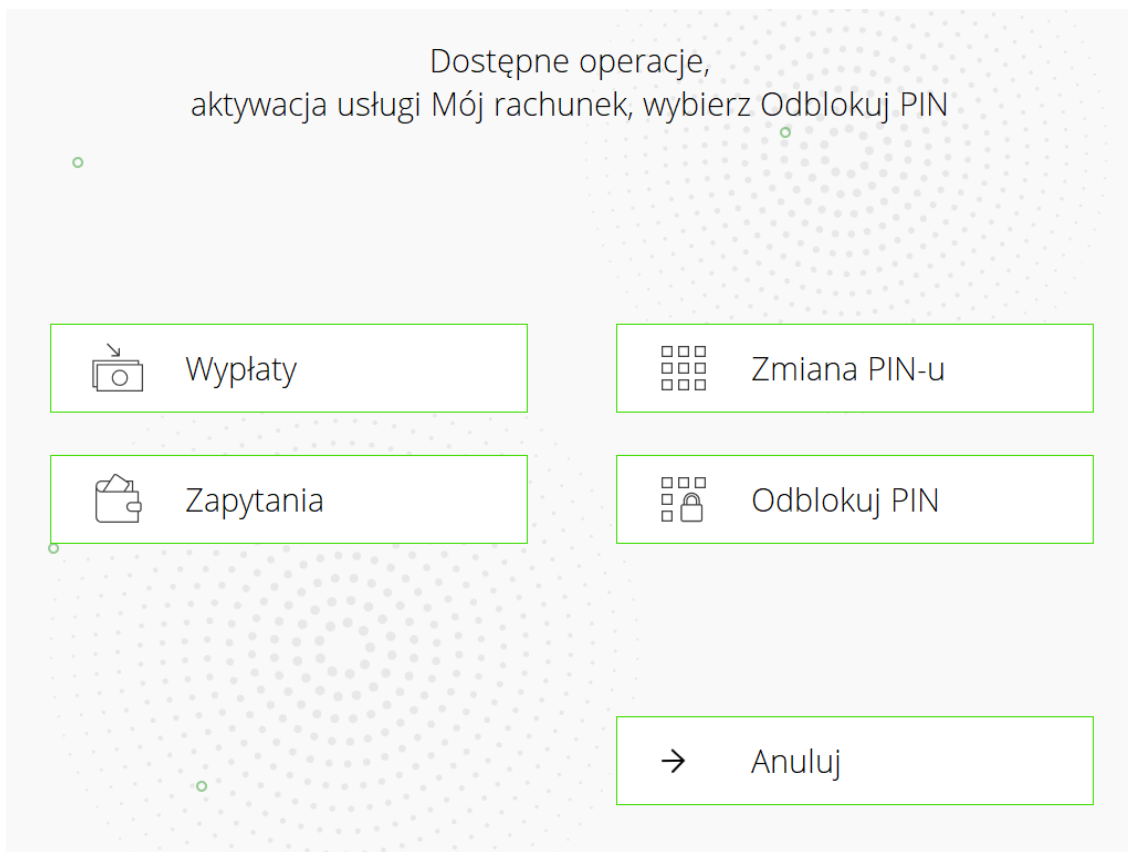 Dostępne operacje,
aktywacja usługi Mój rachunek, wybierz Odblokuj PIN
Wypłaty
Zmiana PIN-u
Zapytania
Odblokuj PIN
Anuluj